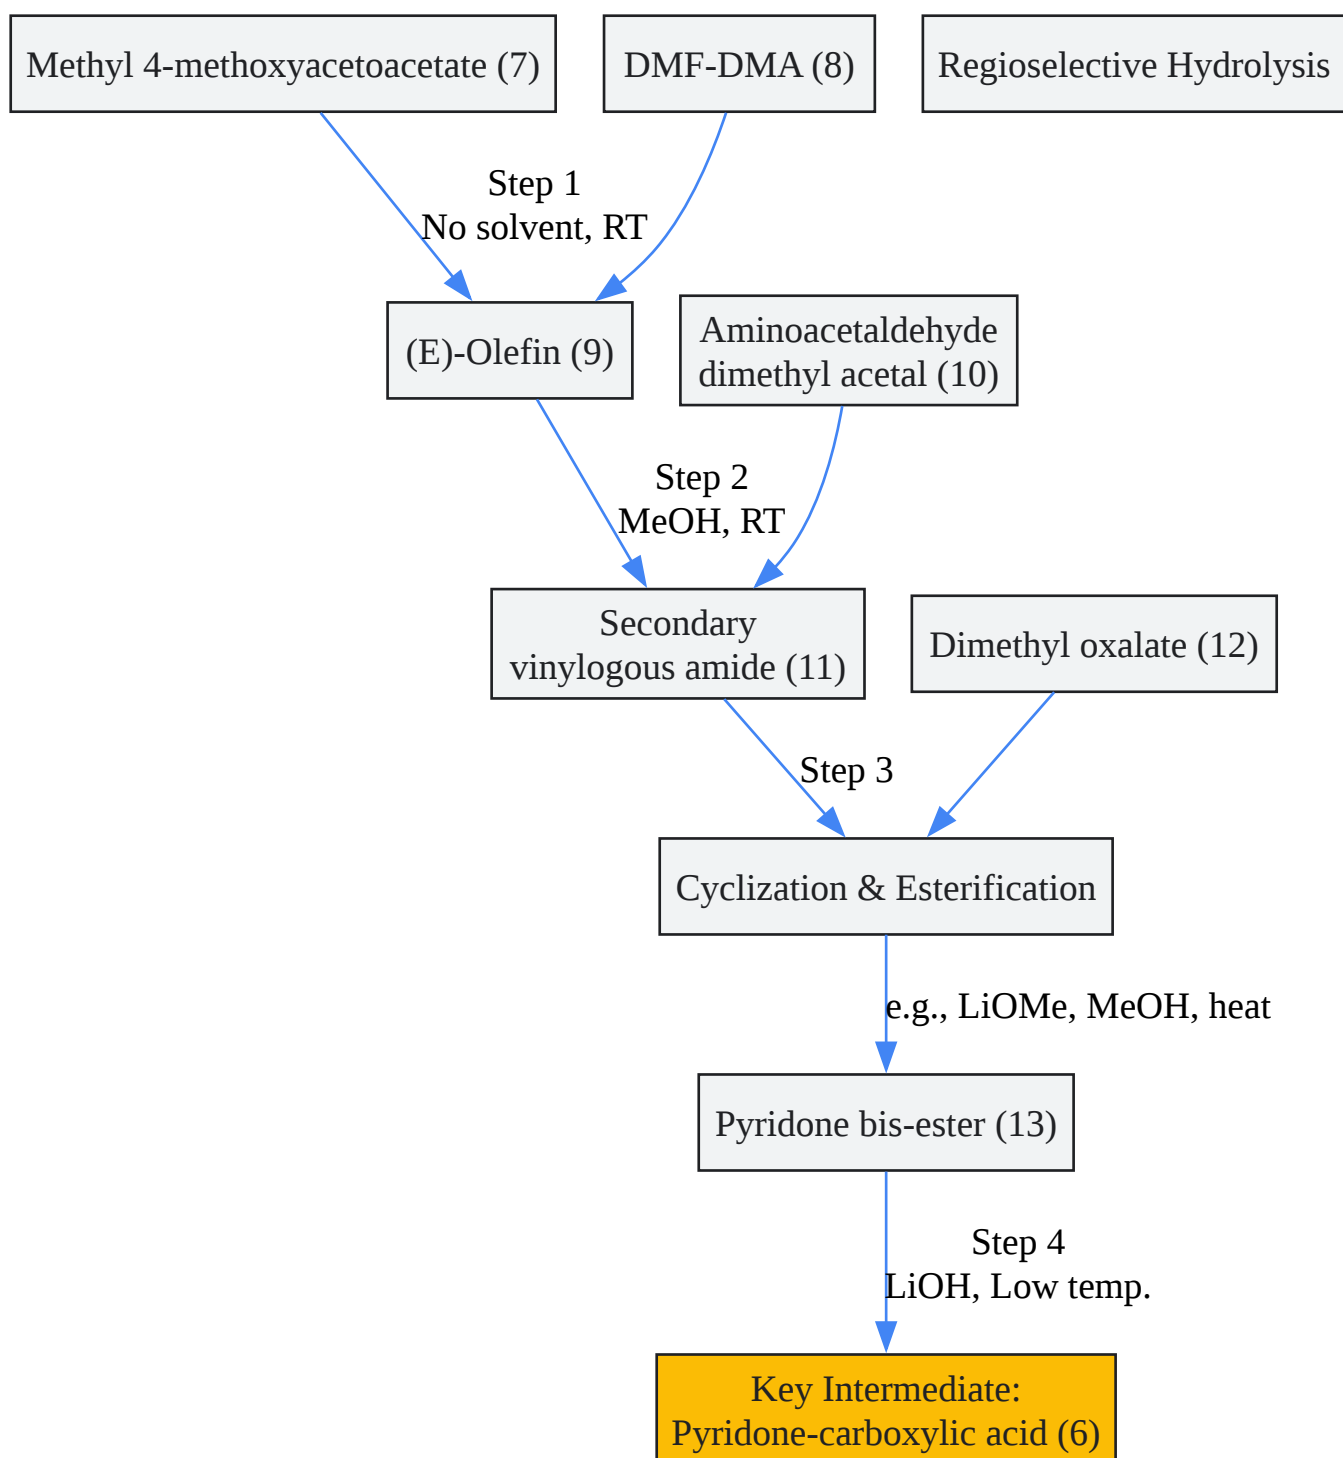 Methyl 4-methoxyacetoacetate (7)
DMF-DMA (8)
Regioselective Hydrolysis
Step 1
No solvent, RT
(E)-Olefin (9)
Aminoacetaldehyde
dimethyl acetal (10)
Step 2
MeOH, RT
Secondary
vinylogous amide (11)
Dimethyl oxalate (12)
Step 3
Cyclization & Esterification
e.g., LiOMe, MeOH, heat
Pyridone bis-ester (13)
Step 4
LiOH, Low temp.
Key Intermediate:
Pyridone-carboxylic acid (6)